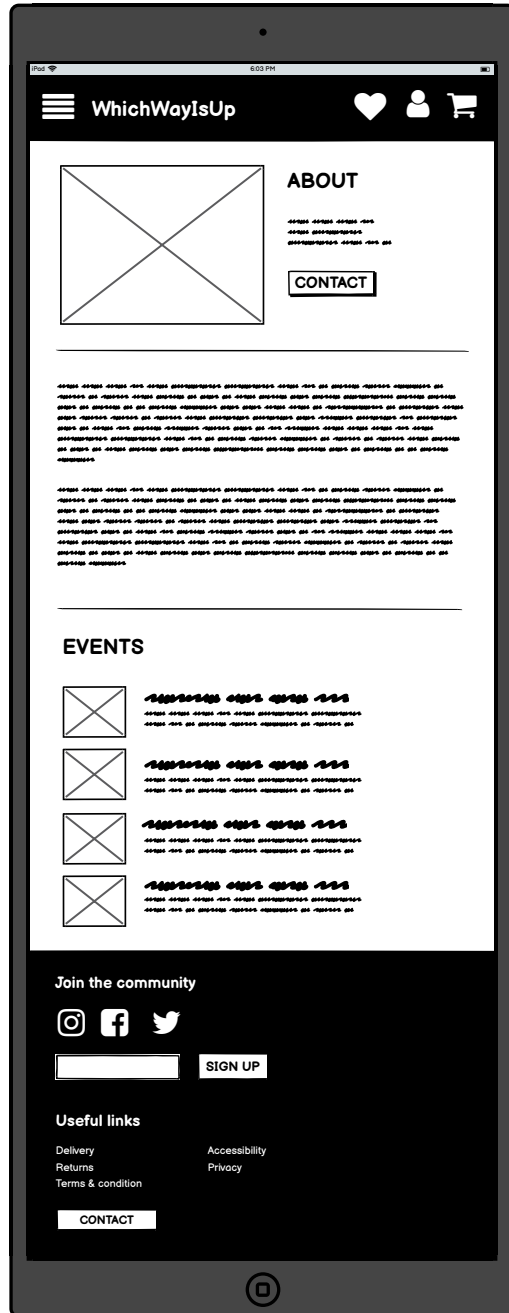 iPad 6:03 PM
WhichWayIsUp
ABOUT
CONTACT
EVENTS
Join the community
SIGN UP
Useful links
Delivery Accessibility
Returns Privacy
Terms & condition
CONTACT